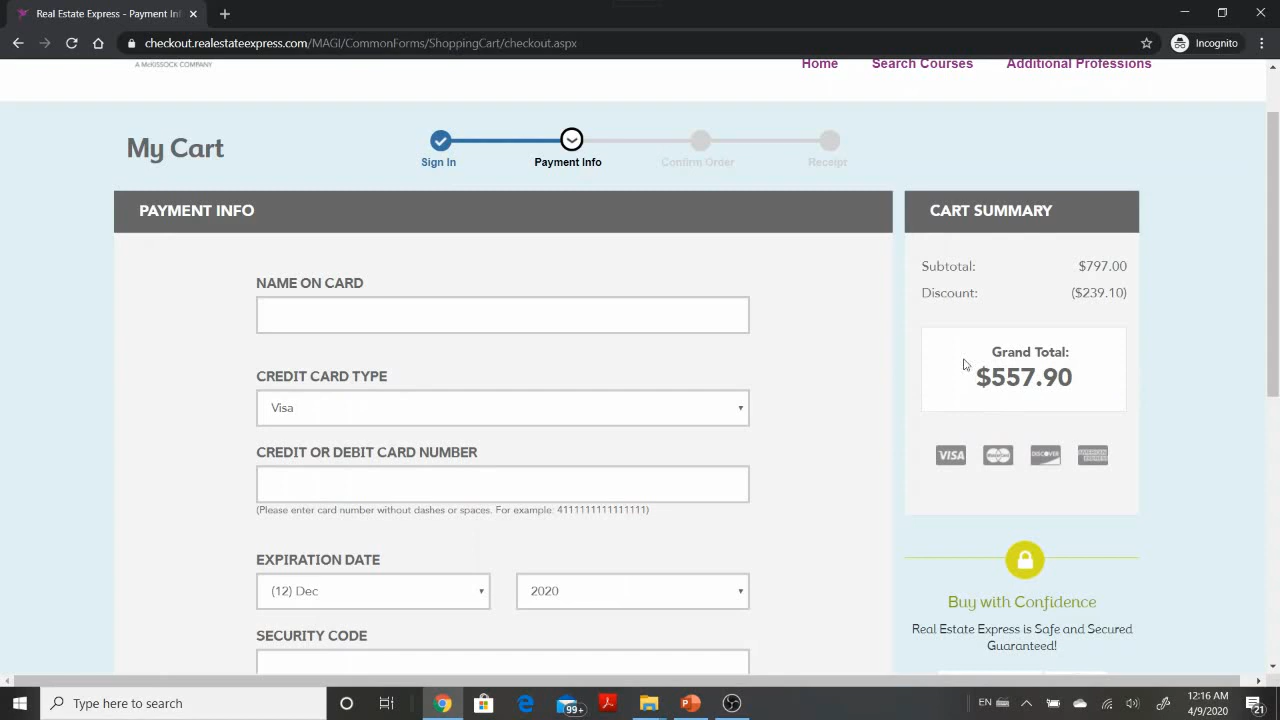 Real Estate Express - Payment Inf
checkout.realestateexpress.com/MAGI/CommonForms/ShoppingCart/checkout.aspx
Incognito
A McKISSOCK COMPANY
Home Search Courses Additional Professions
My Cart
Sign In Payment Info Confirm Order Receipt
PAYMENT INFO
NAME ON CARD
CREDIT CARD TYPE
Visa
CREDIT OR DEBIT CARD NUMBER
(Please enter card number without dashes or spaces. For example: 4111111111111111)
EXPIRATION DATE
(12) Dec 2020
SECURITY CODE
CART SUMMARY
Subtotal: $797.00
Discount: ($239.10)
Grand Total:
$557.90
VISA MasterCard DISCOVER AMERICAN EXPRESS
Buy with Confidence
Real Estate Express is Safe and Secured
Guaranteed!
Type here to search
99+
EN
12:16 AM
4/9/2020
21